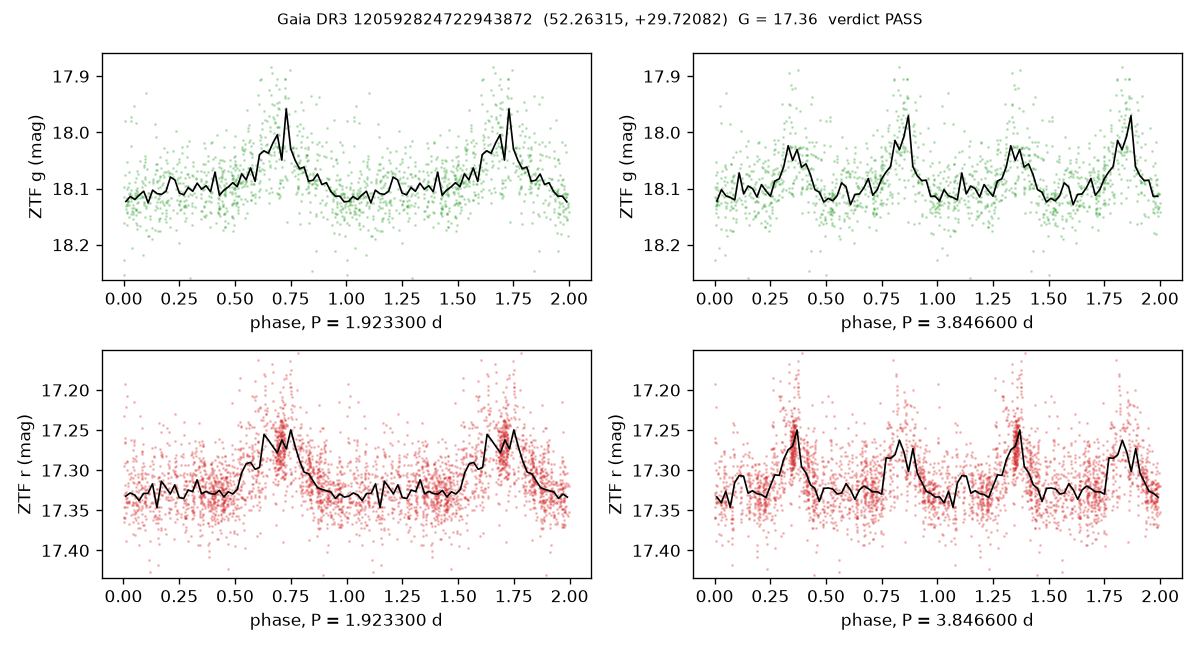 Gaia DR3 120592824722943872 (52.26315, +29.72082) G = 17.36 verdict PASS
ZTF g (mag)
17.9
18.0
18.1
18.2
0.00 0.25 0.50 0.75 1.00 1.25 1.50 1.75 2.00
phase, P = 1.923300 d
ZTF g (mag)
17.9
18.0
18.1
18.2
0.00 0.25 0.50 0.75 1.00 1.25 1.50 1.75 2.00
phase, P = 3.846600 d
ZTF r (mag)
17.20
17.25
17.30
17.35
17.40
0.00 0.25 0.50 0.75 1.00 1.25 1.50 1.75 2.00
phase, P = 1.923300 d
ZTF r (mag)
17.20
17.25
17.30
17.35
17.40
0.00 0.25 0.50 0.75 1.00 1.25 1.50 1.75 2.00
phase, P = 3.846600 d